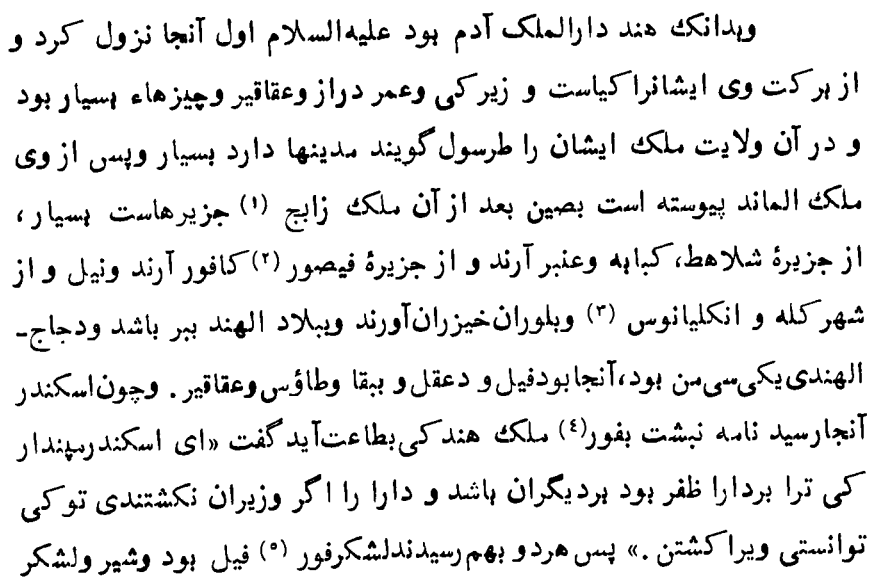 وبدانک هند دارالملک آدم بود علیه‌السلام اول آنجا نزول کرد و
از برکت وی ایشانرا کیاست و زیرکی وعمر دراز وعقاقیر وچیزهاء بسیار بود
و در آن ولایت ملک ایشان را طرسول گویند مدینها دارد بسیار وپس از وی
ملک الماند پیوسته است بصین بعد از آن ملک زابج (۱) جزیرهاست بسیار،
از جزیرهٔ شلاهط، کبابه وعنبر آرند و از جزیرهٔ فیصور (۲) کافور آرند ونیل و از
شهر کله و انکلیانوس (۳) وبلوران خیزران آورند وببلاد الهند ببر باشد ودجاج-
الهندی یکی سی من بود، آنجا بود فیل و دعقل و ببقا وطاؤس وعقاقیر. وچون اسکندر
آنجا رسید نامه نبشت بفور (٤) ملک هند کی بطاعت آید گفت «ای اسکندر مپندار
کی ترا بردارا ظفر بود بردیگران باشد و دارا را اگر وزیران نکشتندی تو کی
توانستی ویرا کشتن.» پس هردو بهم رسیدند لشکر فور (٥) فیل بود وشیر ولشکر